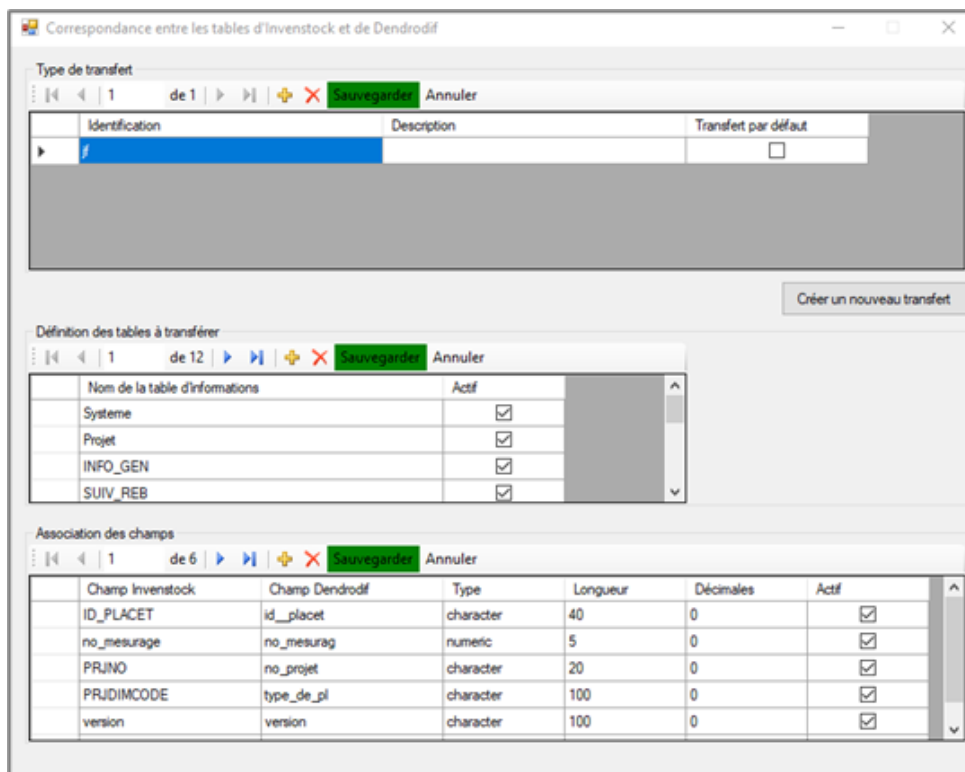 Correspondance entre les tables d'Invenstock et de Dendrodif
Type de transfert
1 de 1 Sauvegarder Annuler
Identification Description Transfert par défaut
Créer un nouveau transfert
Définition des tables à transférer
1 de 12 Sauvegarder Annuler
Nom de la table d'informations Actif
Systeme
Projet
INFO_GEN
SUIV_REB
Association des champs
1 de 6 Sauvegarder Annuler
Champ Invenstock Champ Dendrodif Type Longueur Décimales Actif
ID_PLACET id__placet character 40 0
no_mesurage no_mesurag numeric 5 0
PRJNO no_projet character 20 0
PRJDIMCODE type_de_pl character 100 0
version version character 100 0